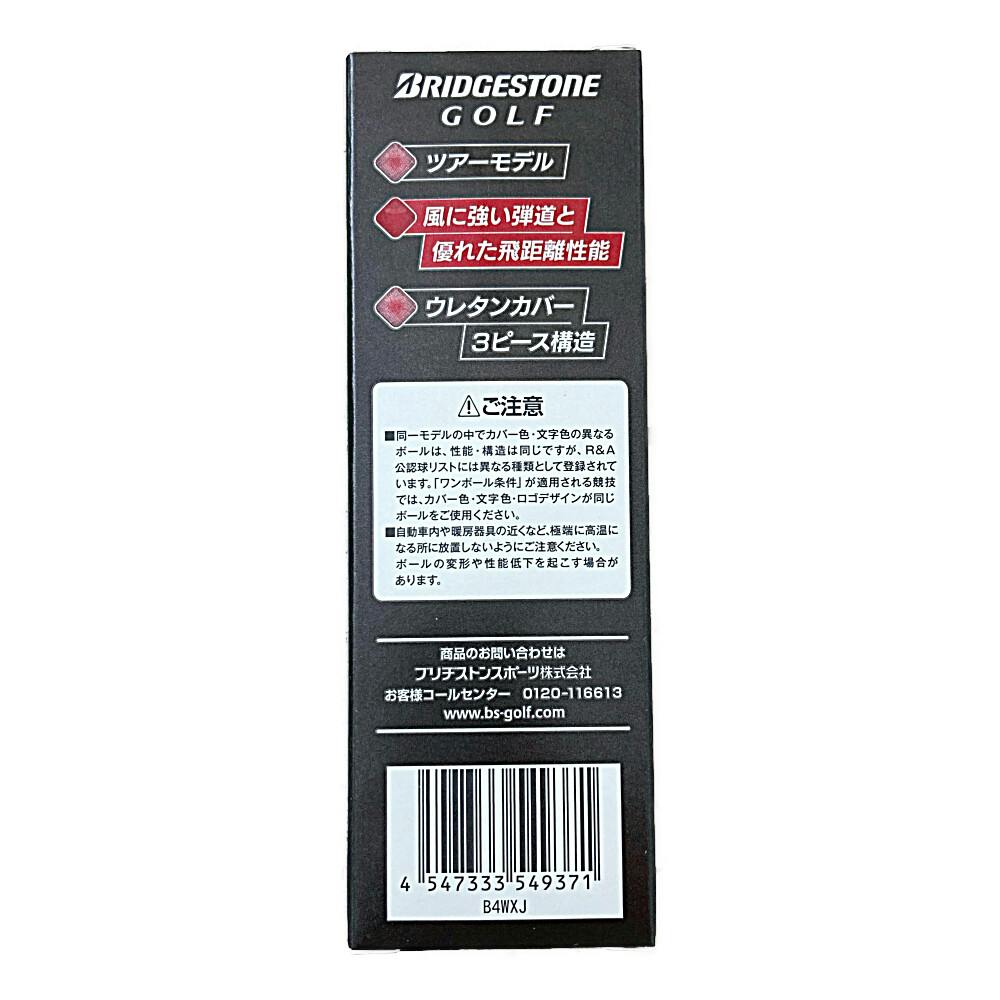 BRIDGESTONE
GOLF
ツアーモデル
風に強い弾道と
優れた飛距離性能
ウレタンカバー
3ピース構造
⚠ご注意
■同一モデルの中でカバー色・文字色の異なる
ボールは、性能・構造は同じですが、R&A
公認球リストには異なる種類として登録されて
います。「ワンボール条件」が適用される競技
では、カバー色・文字色・ロゴデザインが同じ
ボールをご使用ください。
■自動車内や暖房器具の近くなど、極端に高温に
なる所に放置しないようにご注意ください。
ボールの変形や性能低下を起こす場合が
あります。
商品のお問い合わせは
ブリヂストンスポーツ株式会社
お客様コールセンター 0120-116613
www.bs-golf.com
4 547333 549371
B4WXJ